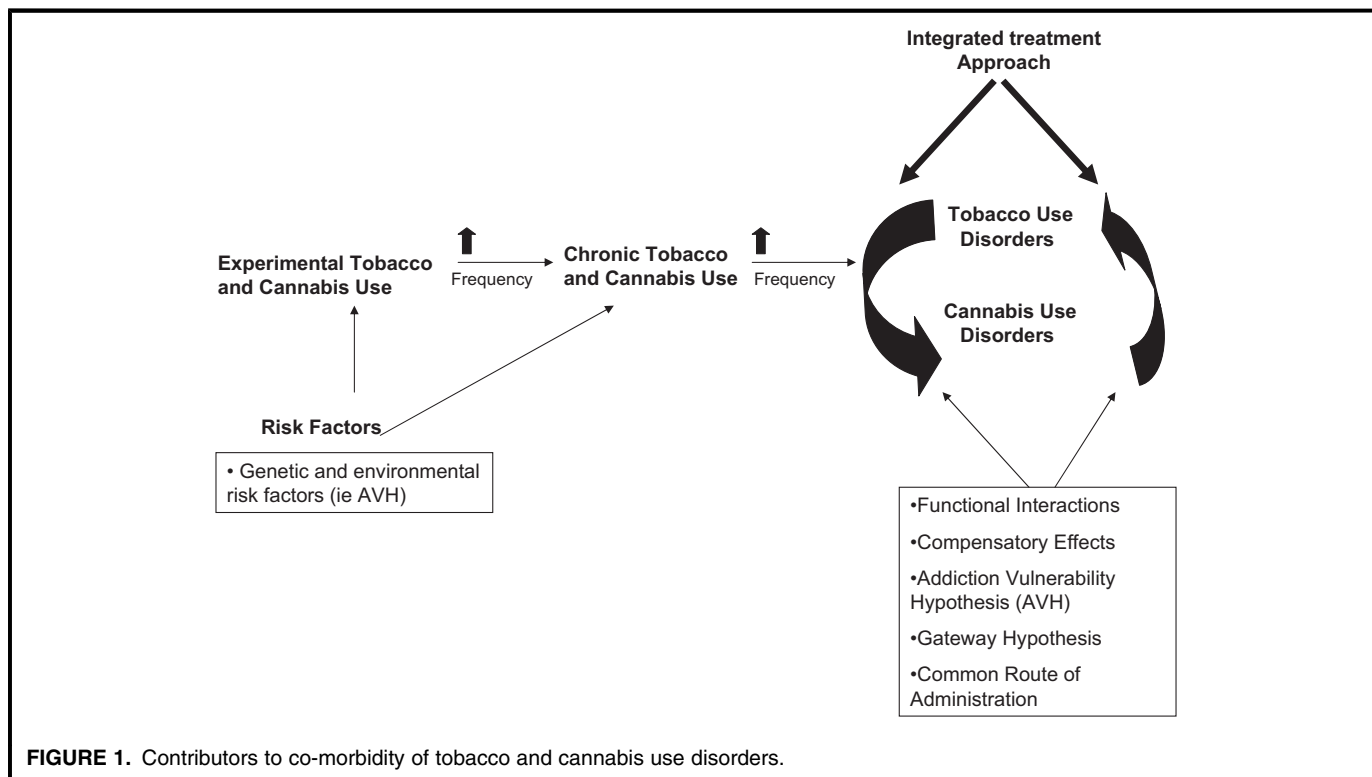 Integrated treatment
Approach
Tobacco Use
Disorders
Experimental Tobacco
and Cannabis Use
Frequency
Chronic Tobacco
and Cannabis Use
Frequency
Cannabis Use
Disorders
Risk Factors
• Genetic and environmental
risk factors (ie AVH)
•Functional Interactions
•Compensatory Effects
•Addiction Vulnerability
Hypothesis (AVH)
•Gateway Hypothesis
•Common Route of
Administration
FIGURE 1. Contributors to co-morbidity of tobacco and cannabis use disorders.